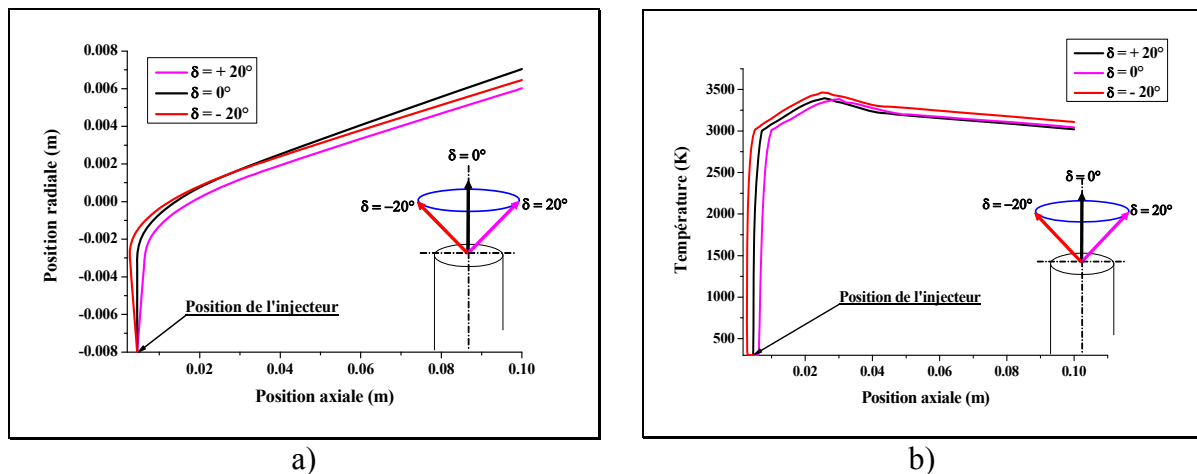 0.008
0.006
0.004
0.002
0.000
-0.002
-0.004
-0.006
-0.008
Position radiale (m)
δ = + 20°
δ = 0°
δ = - 20°
δ = 0°
δ = −20°
δ = 20°
Position de l'injecteur
0.02
0.04
0.06
0.08
0.10
Position axiale (m)
a)
3500
3000
2500
2000
1500
1000
500
Température (K)
δ = + 20°
δ = 0°
δ = - 20°
δ = 0°
δ = −20°
δ = 20°
Position de l'injecteur
0.02
0.04
0.06
0.08
0.10
Position axiale (m)
b)